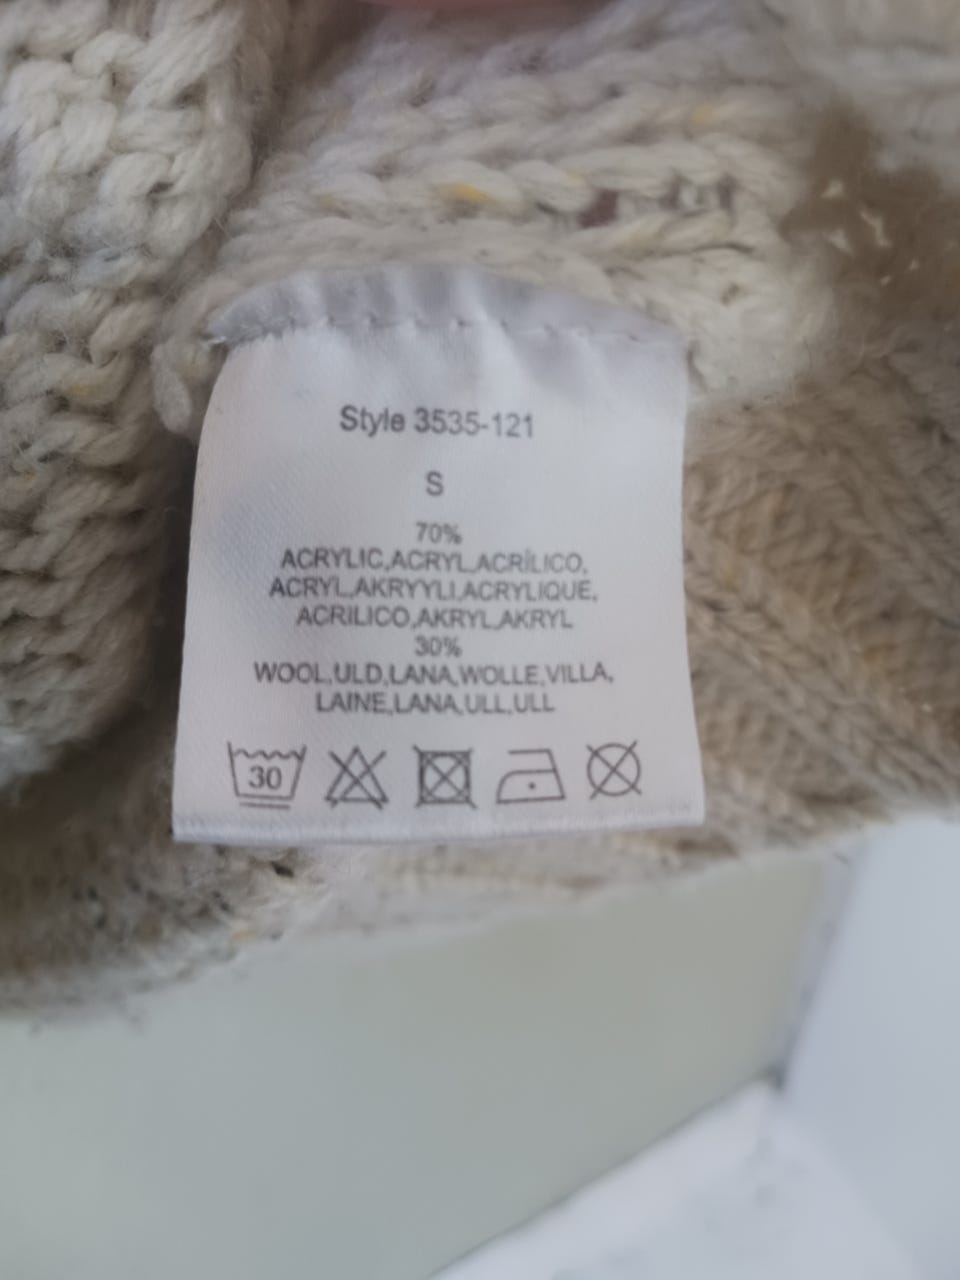 Style 3535-121
S
70%
ACRYLIC,ACRYL,ACRÍLICO,
ACRYL,AKRYYLI,ACRYLIQUE,
ACRILICO,AKRYL,AKRYL
30%
WOOL,ULD,LANA,WOLLE,VILLA,
LAINE,LANA,ULL,ULL
30